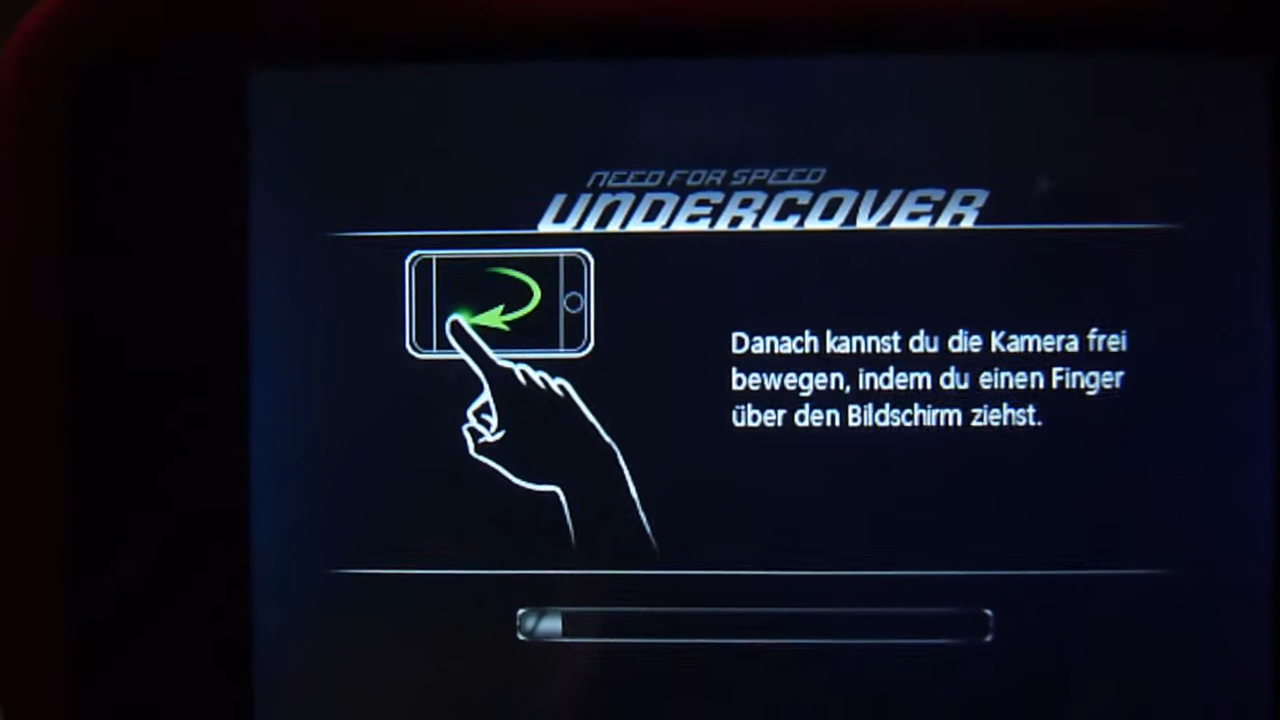 NEED FOR SPEED
UNDERCOVER
Danach kannst du die Kamera frei
bewegen, indem du einen Finger
über den Bildschirm ziehst.